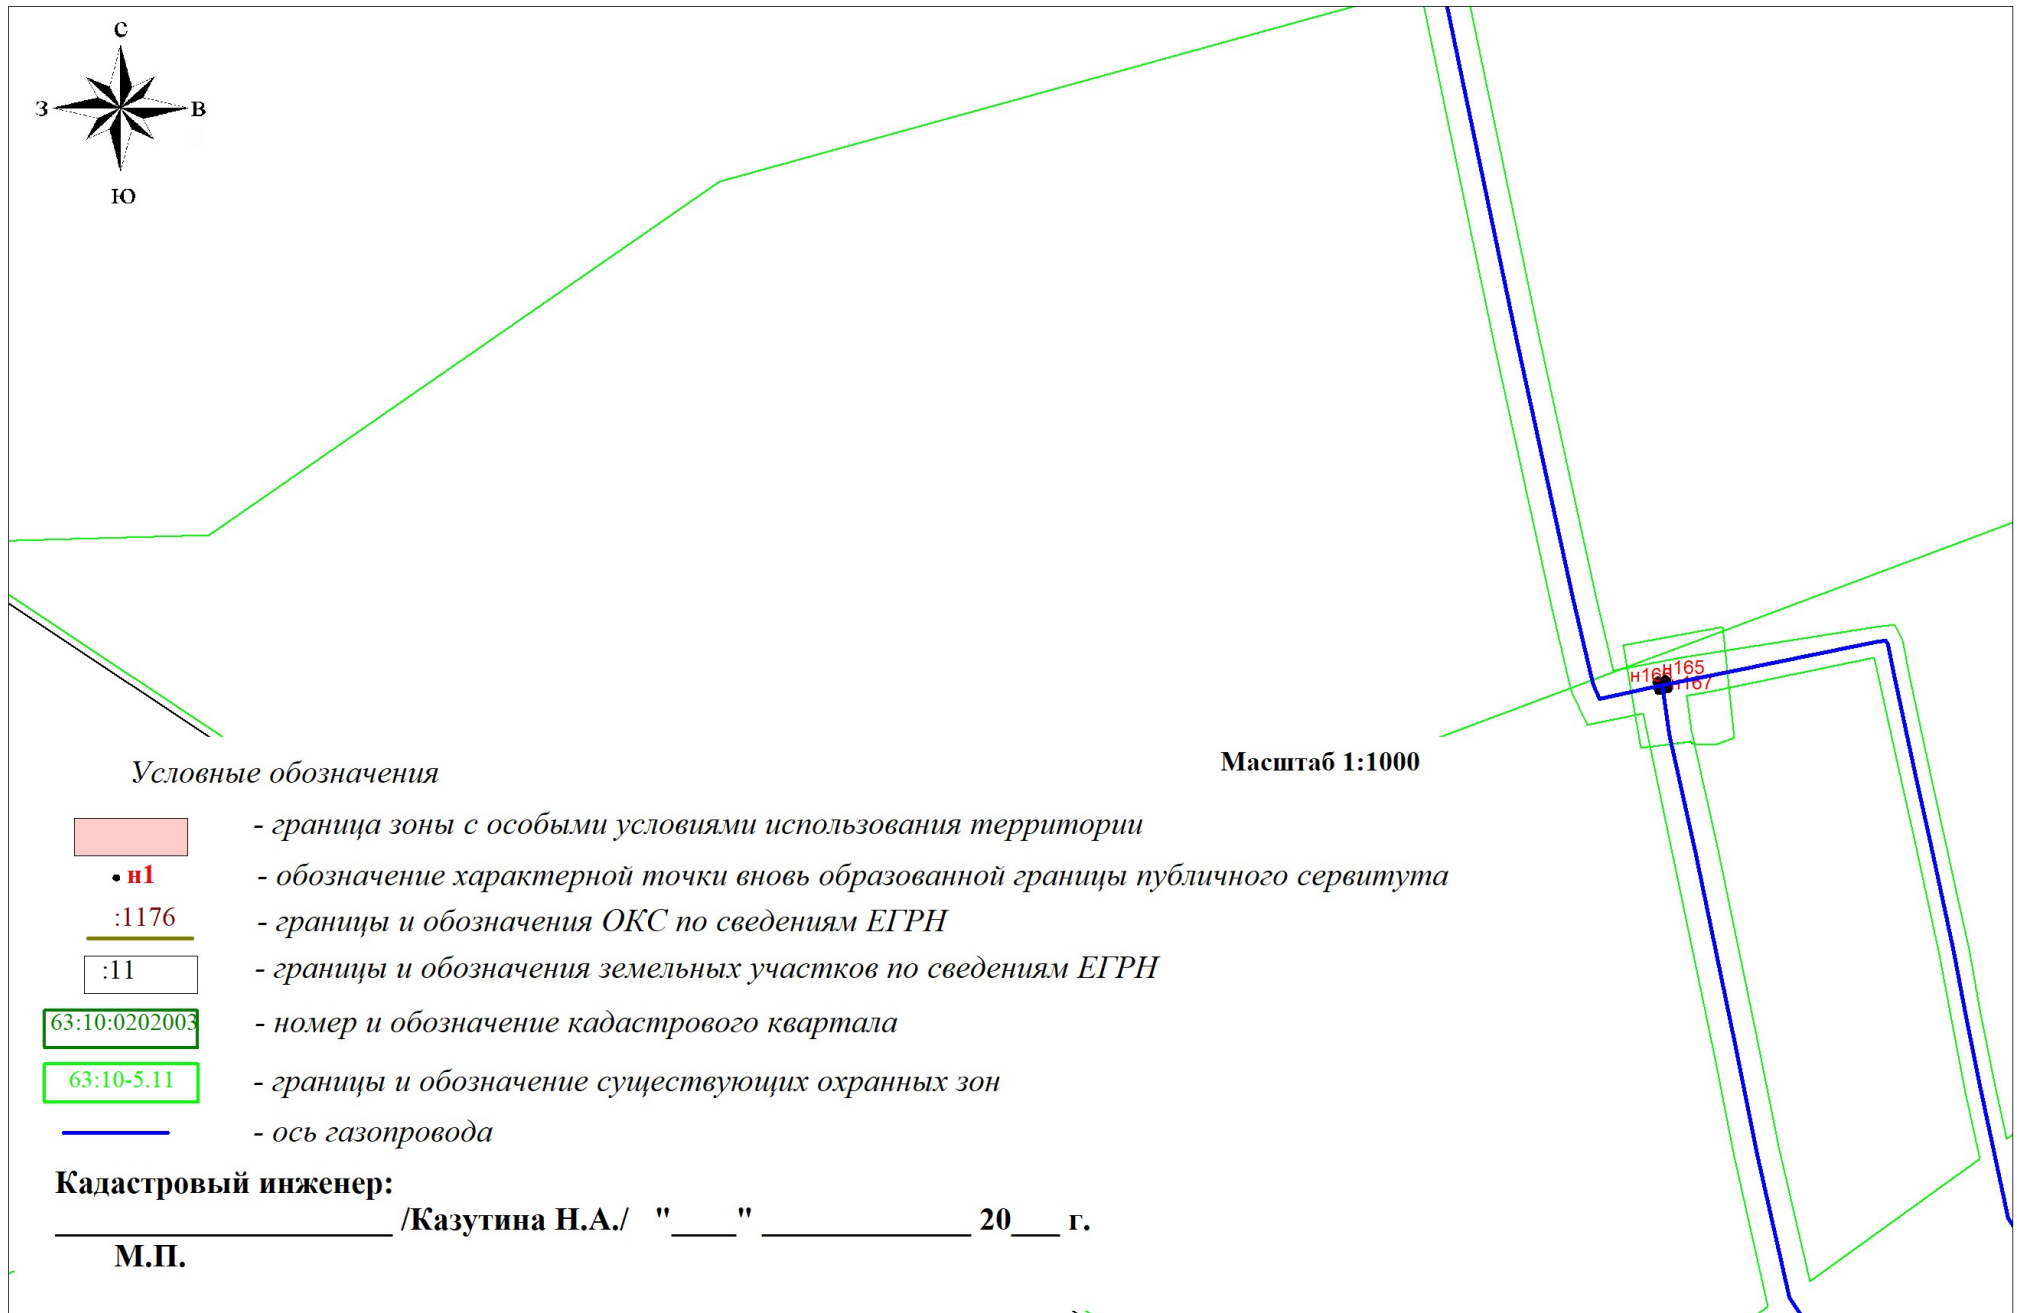 С
З В
Ю
н165
н167
Масштаб 1:1000
Условные обозначения
- граница зоны с особыми условиями использования территории
н1 - обозначение характерной точки вновь образованной границы публичного сервитута
:1176 - границы и обозначения ОКС по сведениям ЕГРН
:11 - границы и обозначения земельных участков по сведениям ЕГРН
63:10:0202003 - номер и обозначение кадастрового квартала
63:10-5.11 - границы и обозначение существующих охранных зон
- ось газопровода
Кадастровый инженер:
_____________________ /Казутина Н.А./ "____" _____________ 20___ г.
М.П.